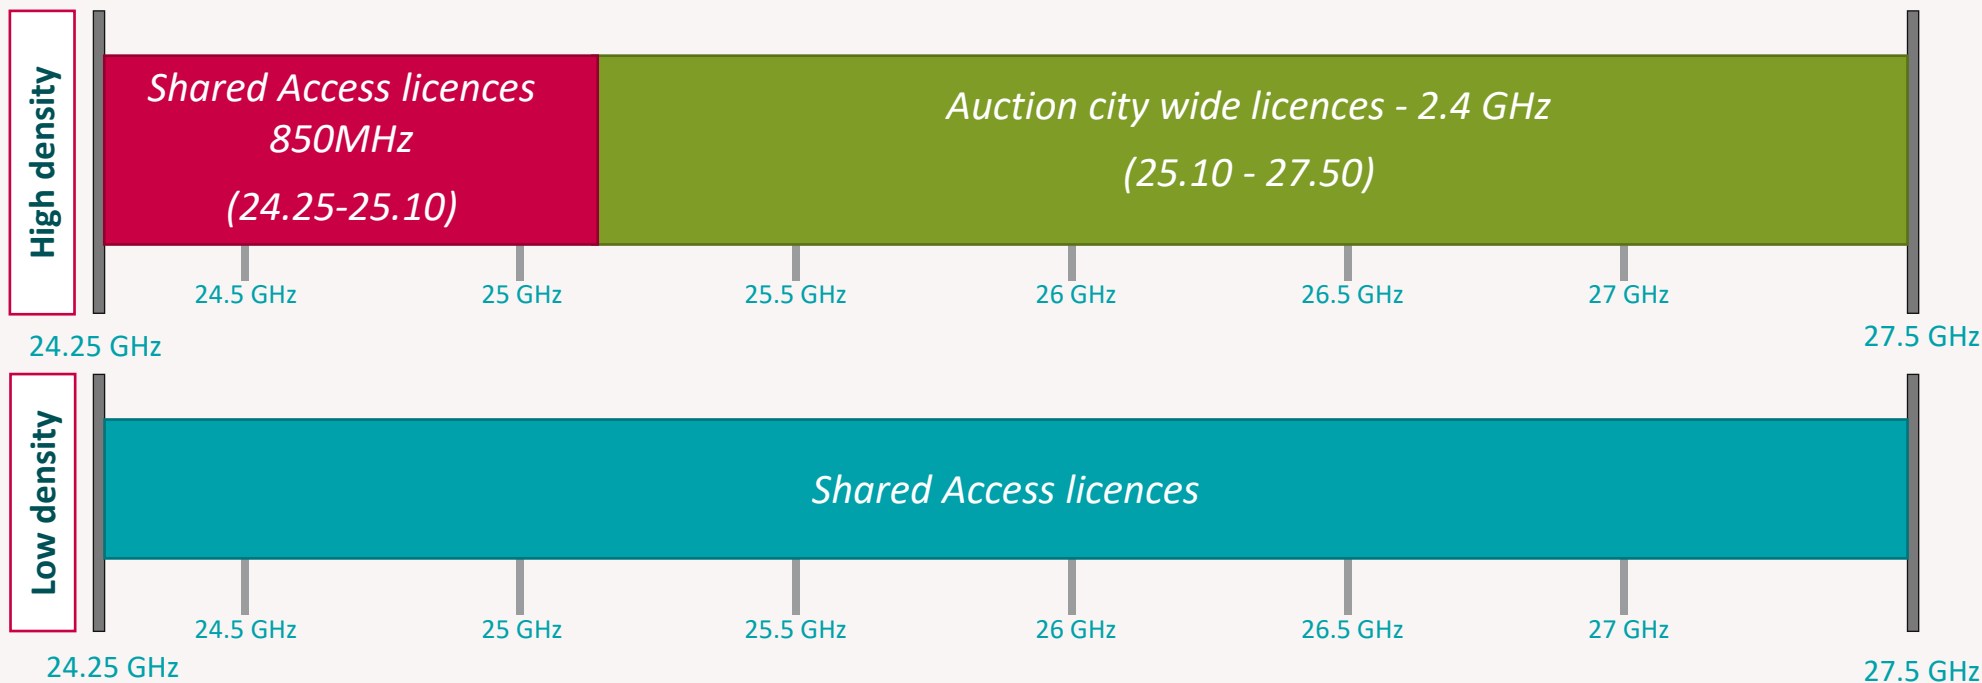 High density
Shared Access licences
850MHz
(24.25-25.10)
Auction city wide licences - 2.4 GHz
(25.10 - 27.50)
24.5 GHz
25 GHz
25.5 GHz
26 GHz
26.5 GHz
27 GHz
24.25 GHz
27.5 GHz
Low density
Shared Access licences
24.5 GHz
25 GHz
25.5 GHz
26 GHz
26.5 GHz
27 GHz
24.25 GHz
27.5 GHz